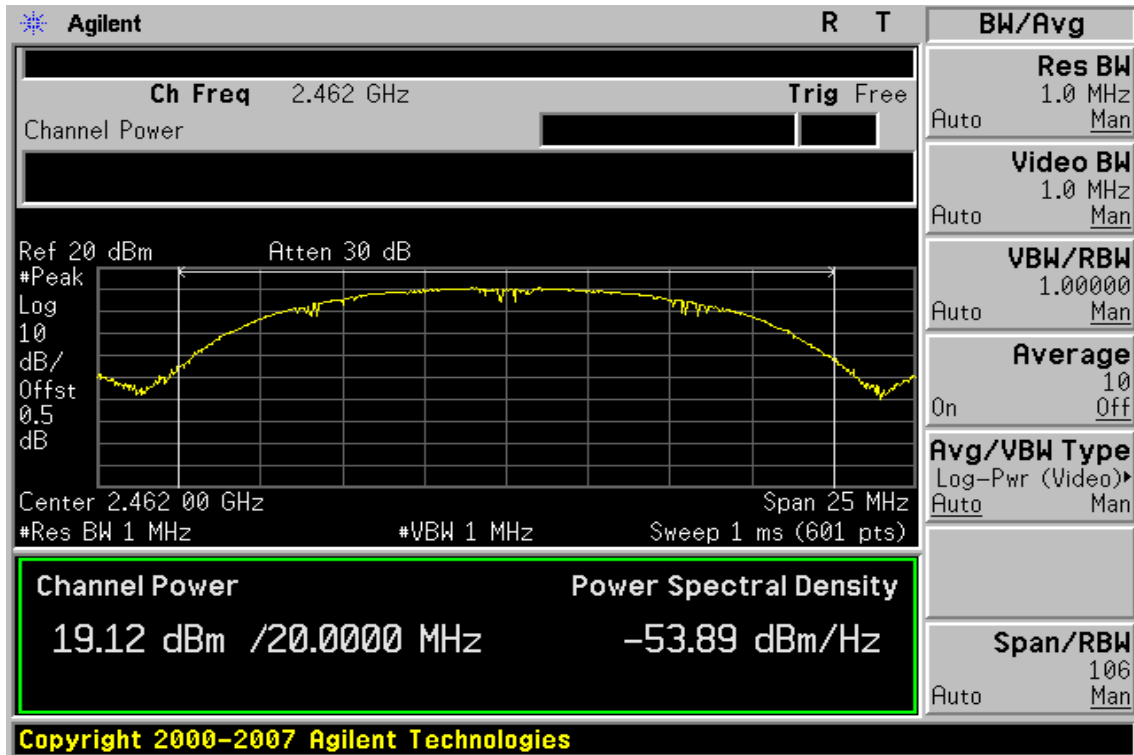 Agilent R T
Ch Freq 2.462 GHz Trig Free
Channel Power
Ref 20 dBm Atten 30 dB
#Peak
Log
10
dB/
Offst
0.5
dB
Center 2.462 00 GHz Span 25 MHz
#Res BW 1 MHz #VBW 1 MHz Sweep 1 ms (601 pts)
Channel Power Power Spectral Density
19.12 dBm /20.0000 MHz -53.89 dBm/Hz
BW/Avg
Res BW
1.0 MHz
Auto Man
Video BW
1.0 MHz
Auto Man
VBW/RBW
1.00000
Auto Man
Average
10
On Off
Avg/VBW Type
Log-Pwr (Video)▸
Auto Man
Span/RBW
106
Auto Man
Copyright 2000-2007 Agilent Technologies